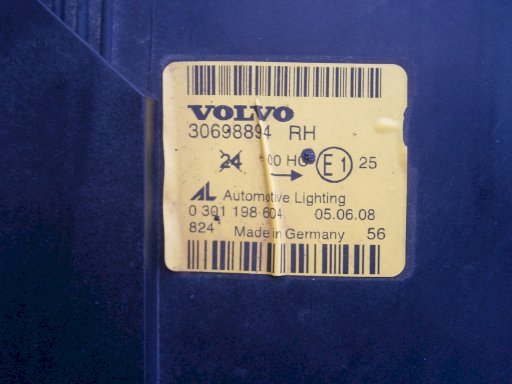 VOLVO
30698894 RH
24 00 HC E1 25
AL Automotive Lighting
0 301 198 604 05.06.08
824 Made in Germany 56